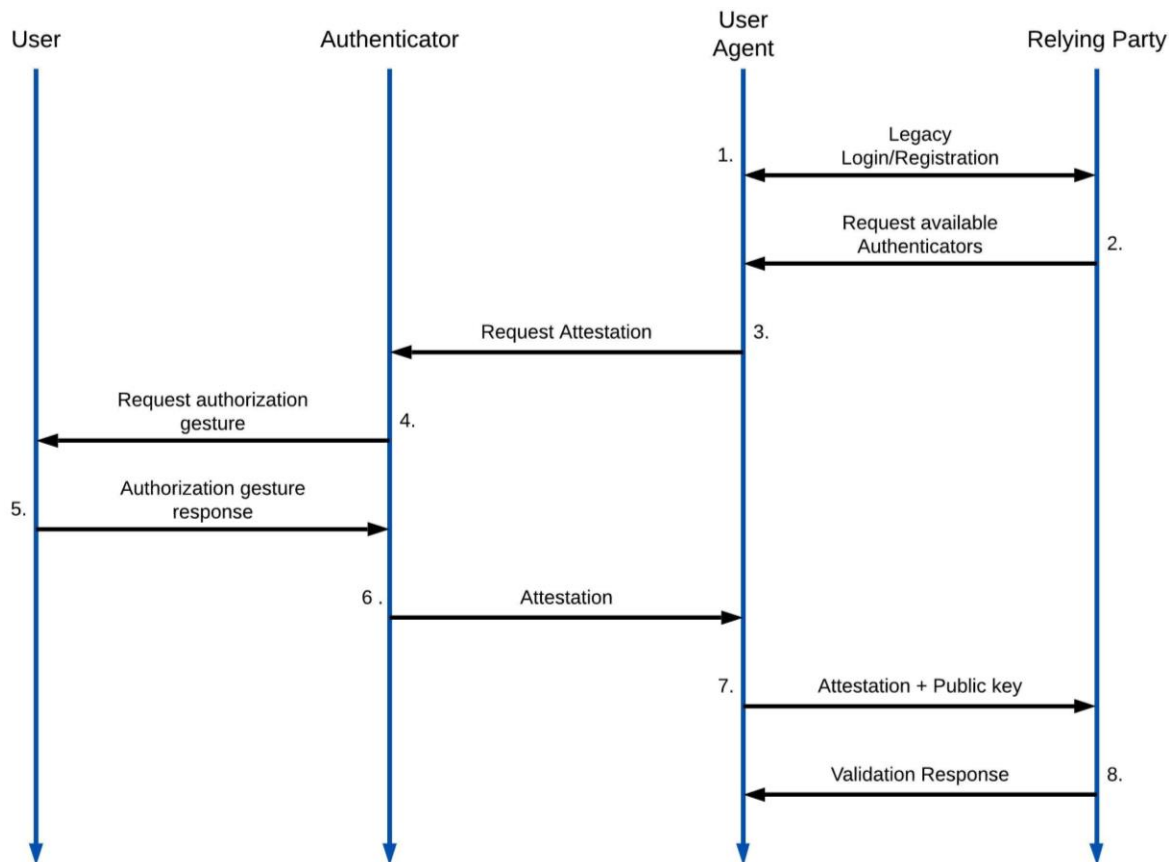 User
Authenticator
User
Agent
Relying Party
1.
Legacy
Login/Registration
Request available
Authenticators
2.
Request Attestation
3.
Request authorization
gesture
4.
5.
Authorization gesture
response
6 .
Attestation
7.
Attestation + Public key
Validation Response
8.